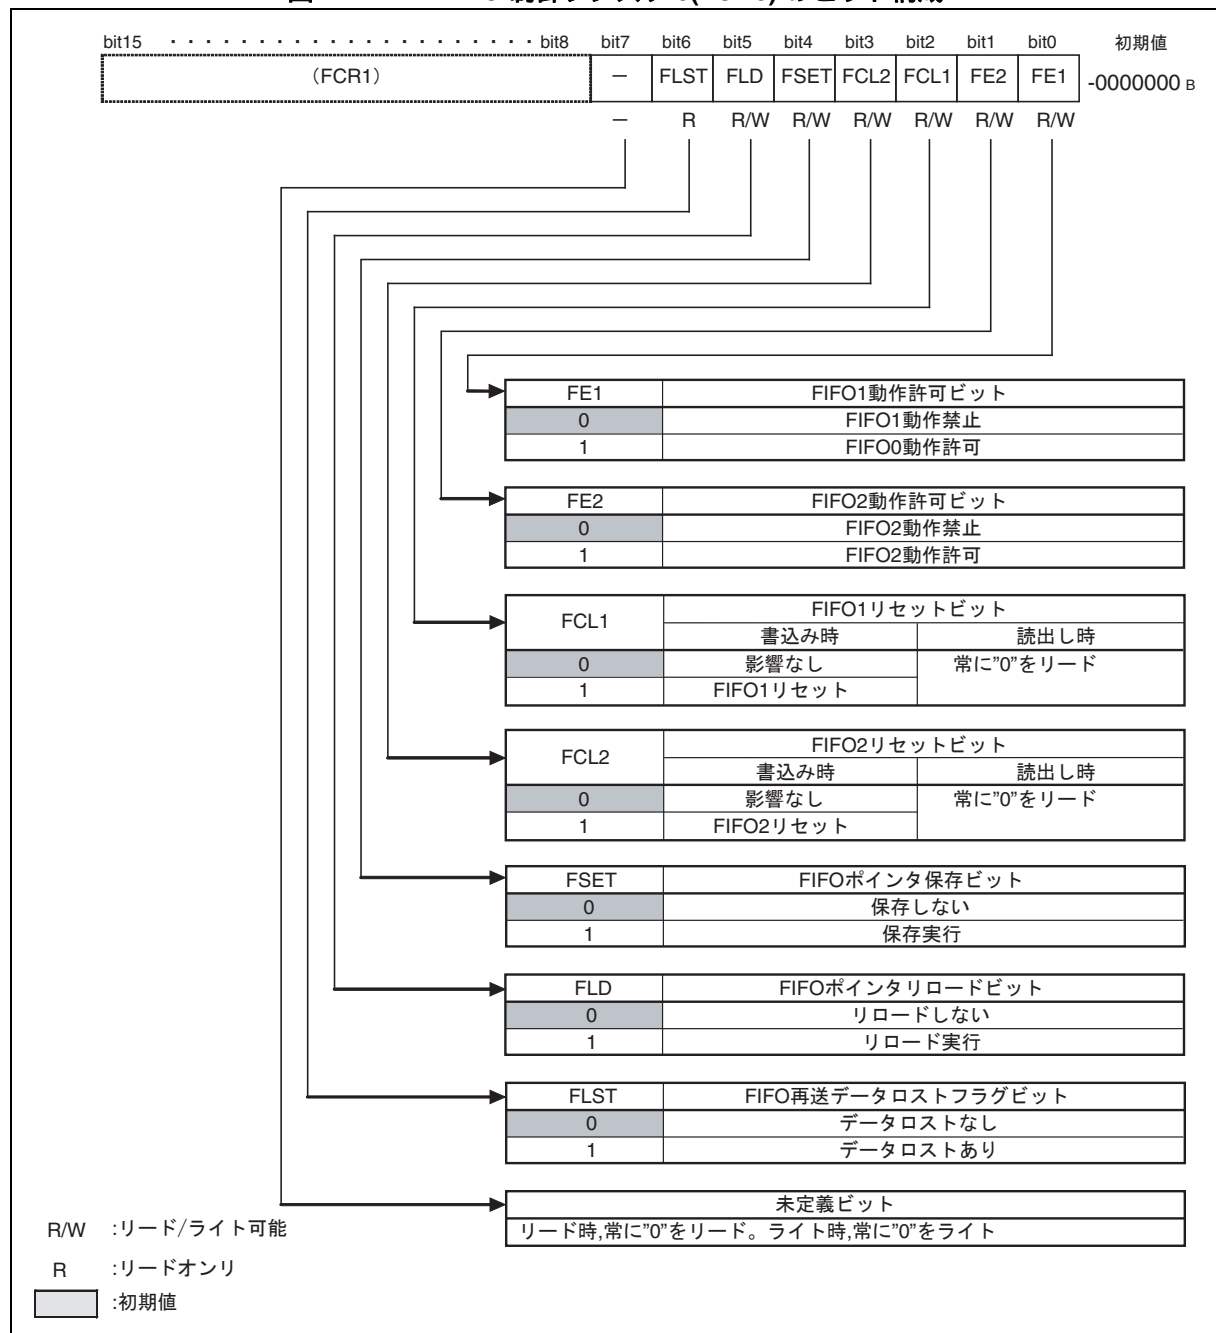 bit15 ・・・・・・・・・・・・・・・・・・・ bit8 bit7 bit6 bit5 bit4 bit3 bit2 bit1 bit0 初期値
(FCR1) － FLST FLD FSET FCL2 FCL1 FE2 FE1 -0000000 B
－ R R/W R/W R/W R/W R/W R/W
FE1 FIFO1動作許可ビット
0 FIFO1動作禁止
1 FIFO0動作許可
FE2 FIFO2動作許可ビット
0 FIFO2動作禁止
1 FIFO2動作許可
FCL1 FIFO1リセットビット
書込み時 読出し時
0 影響なし 常に”0”をリード
1 FIFO1リセット
FCL2 FIFO2リセットビット
書込み時 読出し時
0 影響なし 常に”0”をリード
1 FIFO2リセット
FSET FIFOポインタ保存ビット
0 保存しない
1 保存実行
FLD FIFOポインタリロードビット
0 リロードしない
1 リロード実行
FLST FIFO再送データロストフラグビット
0 データロストなし
1 データロストあり
未定義ビット
リード時,常に”0”をリード。ライト時,常に”0”をライト
R/W :リード/ライト可能
R :リードオンリ
:初期値